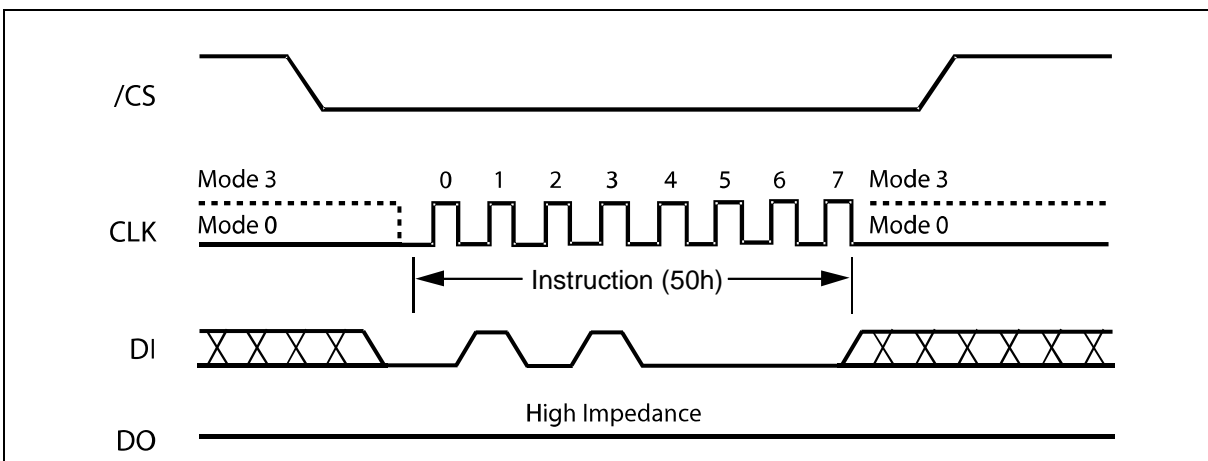 /CS
Mode 3 0 1 2 3 4 5 6 7 Mode 3
CLK Mode 0 Mode 0
Instruction (50h)
DI
High Impedance
DO